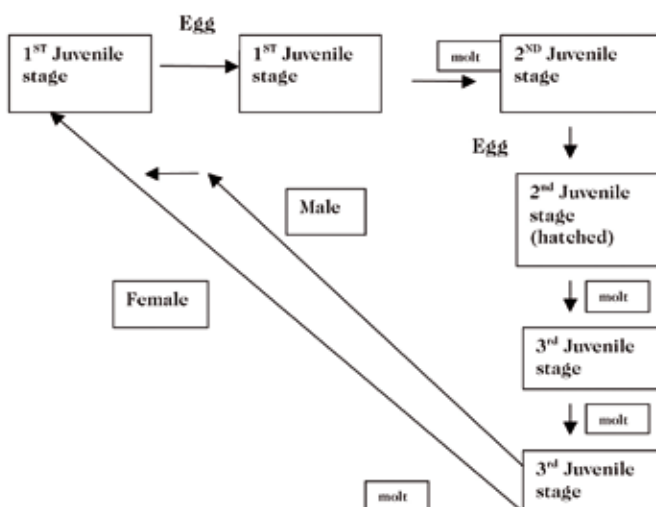 Egg
1ST Juvenile
stage
1ST Juvenile
stage
molt
2ND Juvenile
stage
Egg
2nd Juvenile
stage
(hatched)
Male
Female
molt
3rd Juvenile
stage
molt
3rd Juvenile
stage
molt